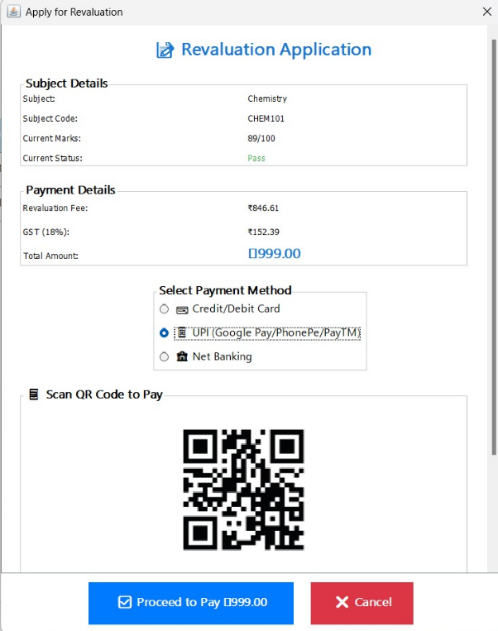 Apply for Revaluation
Revaluation Application
Subject Details
Subject: Chemistry
Subject Code: CHEM101
Current Marks: 89/100
Current Status: Pass
Payment Details
Revaluation Fee: ₹846.61
GST (18%): ₹152.39
Total Amount: ▯999.00
Select Payment Method
Credit/Debit Card
UPI (Google Pay/PhonePe/PayTM)
Net Banking
Scan QR Code to Pay
Proceed to Pay ▯999.00
Cancel